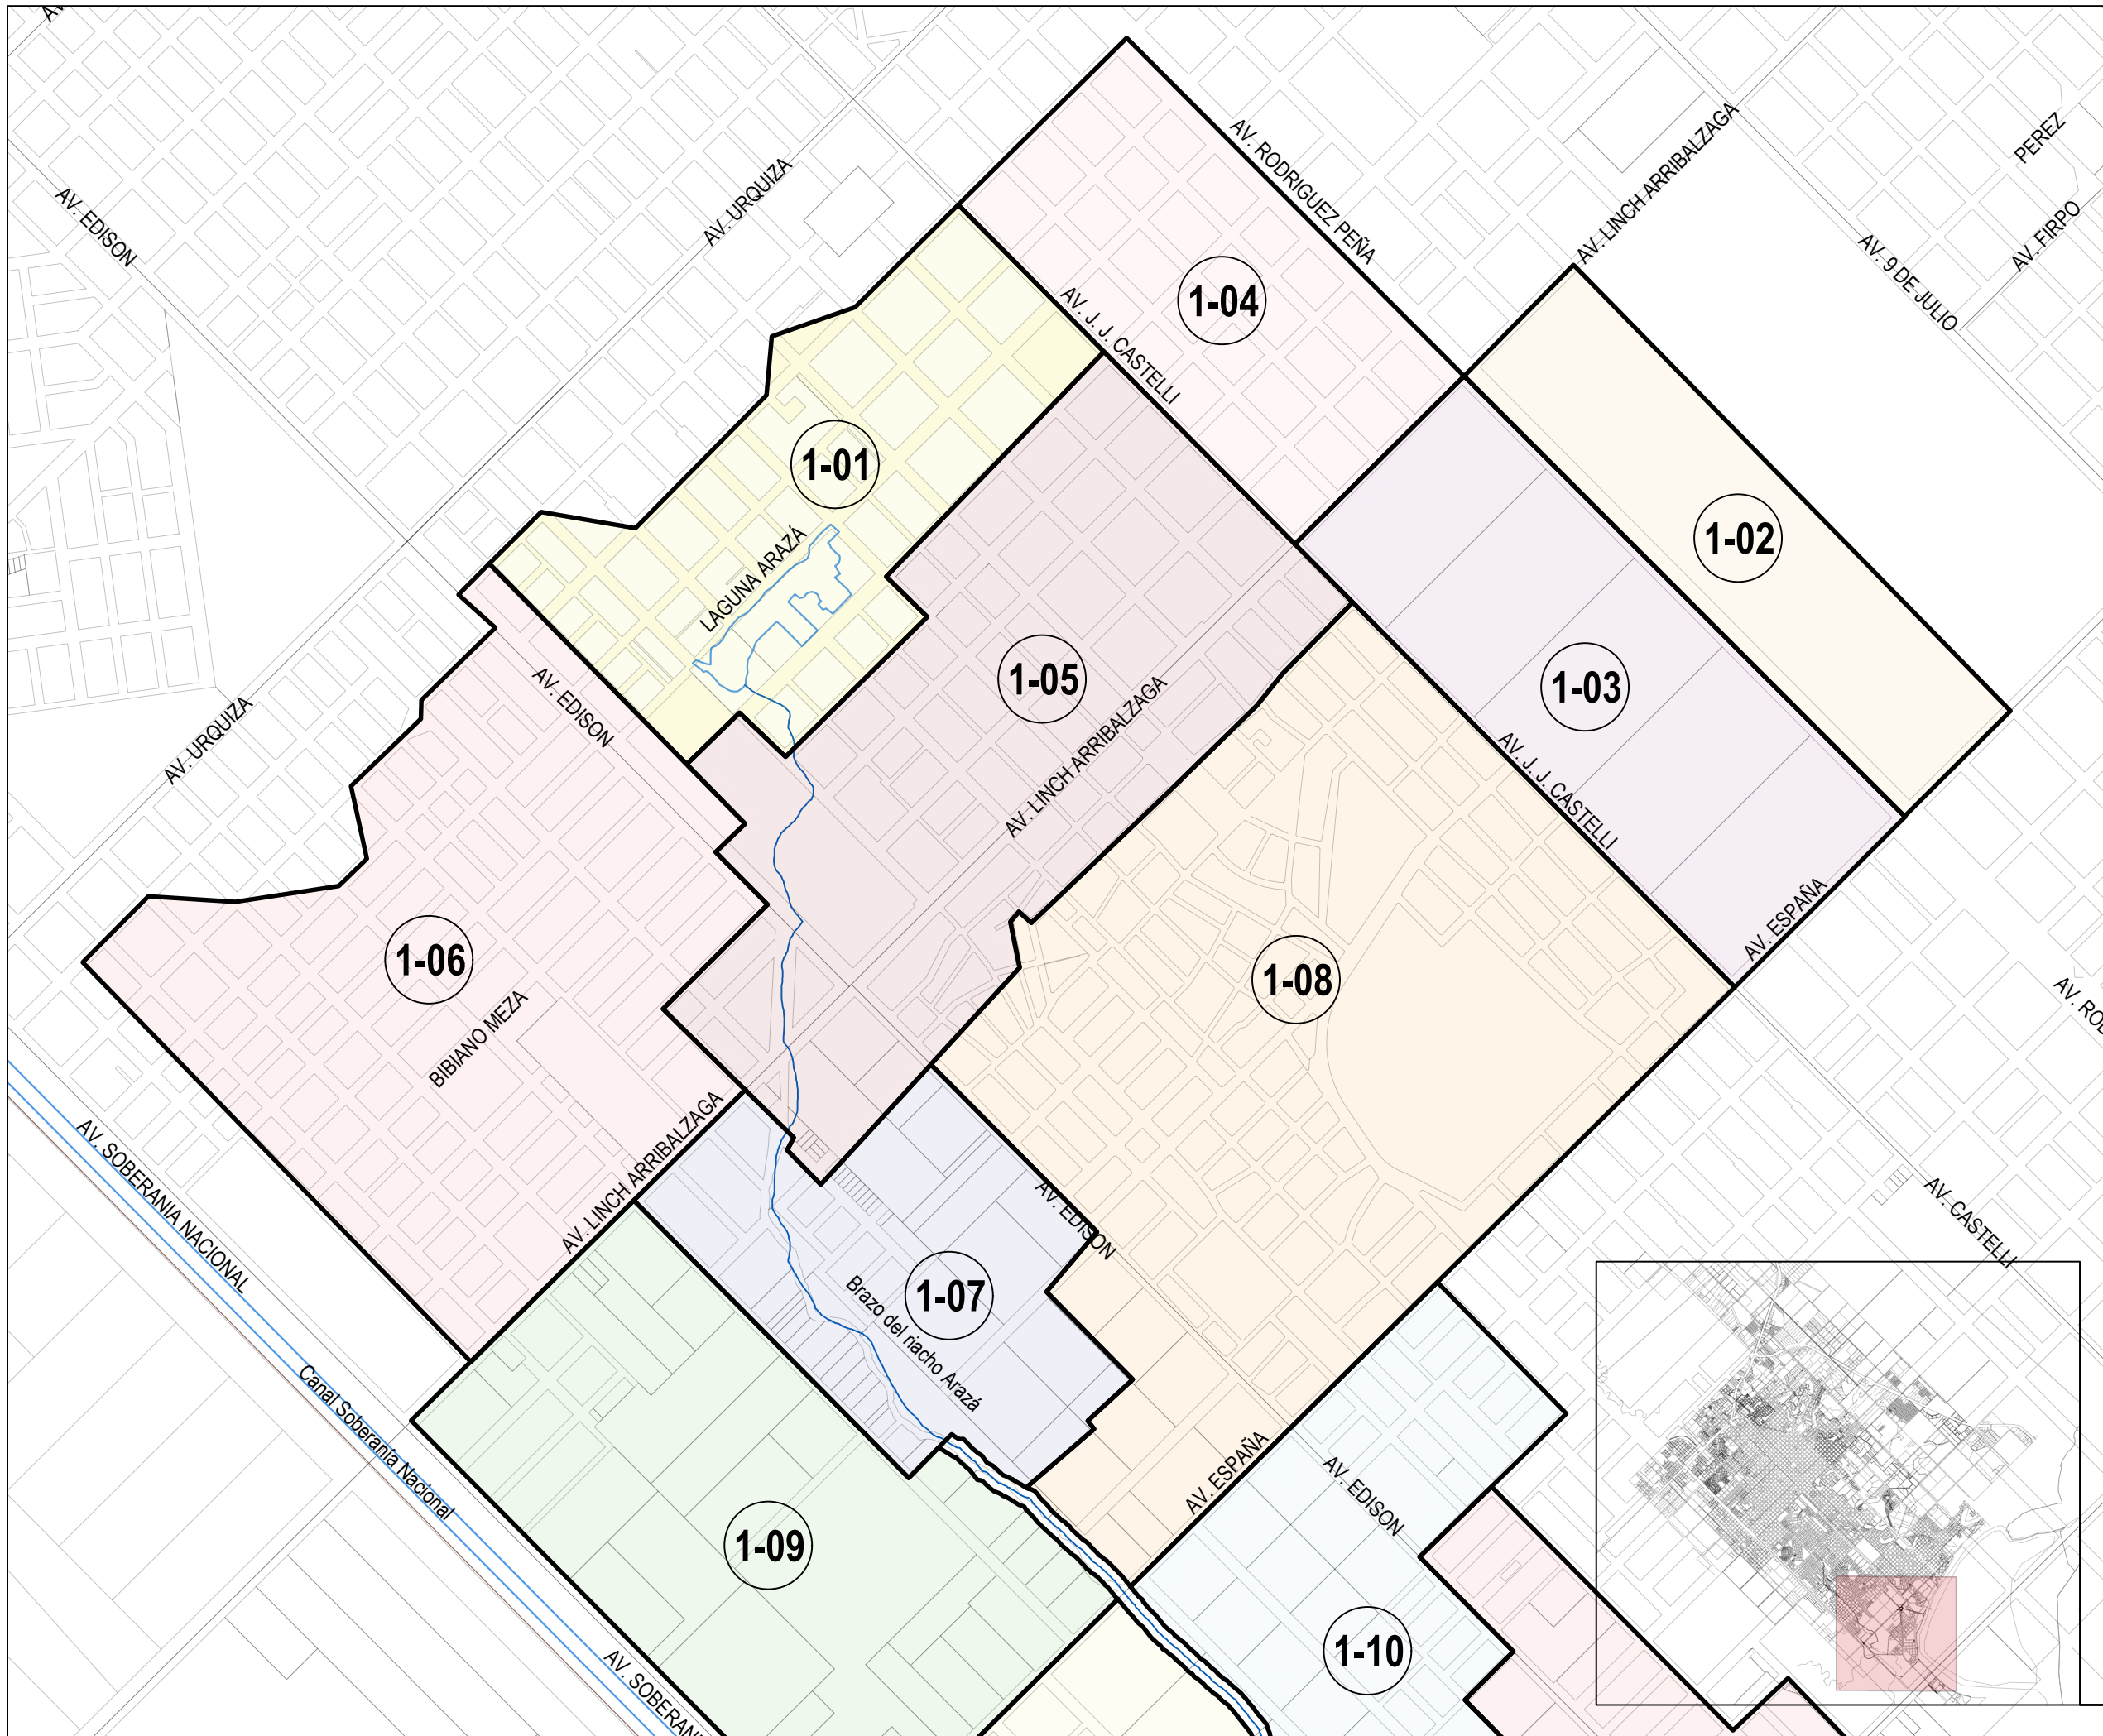 AV. RODRIGUEZ PEÑA
AV. LINCH ARRIBALZAGA
PEREZ
AV. FIRPO
AV. 9 DE JULIO
AV. EDISON
AV. URQUIZA
1-04
AV. J. J. CASTELLI
1-01
1-02
LAGUNA ARAZÁ
1-05
1-03
AV. EDISON
AV. URQUIZA
AV. LINCH ARRIBALZAGA
AV. J. J. CASTELLI
1-06
1-08
AV. ESPAÑA
BIBIANO MEZA
AV. LINCH ARRIBALZAGA
AV. SOBERANIA NACIONAL
AV. EDISON
AV. CASTELLI
1-07
Brazo del riacho Arazá
Canal Soberanía Nacional
AV. ESPAÑA
AV. EDISON
1-09
1-10
AV. SOBERANI